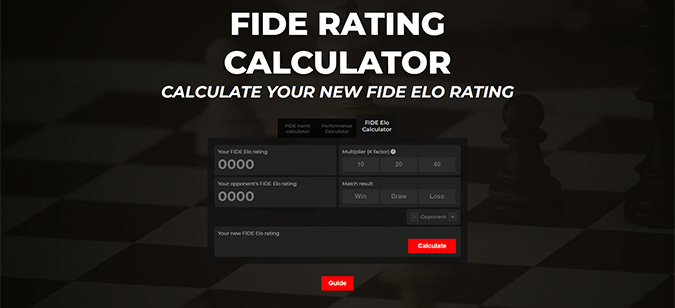 FIDE RATING
CALCULATOR
CALCULATE YOUR NEW FIDE ELO RATING
FIDE norm
calculator
Performance
Calculator
FIDE Elo
Calculator
Your FIDE Elo rating
0000
Multiplier (K factor) ?
10 20 40
Your opponent's FIDE Elo rating
0000
Match result
Win Draw Loss
- Opponent +
Your new FIDE Elo rating
Calculate
Guide